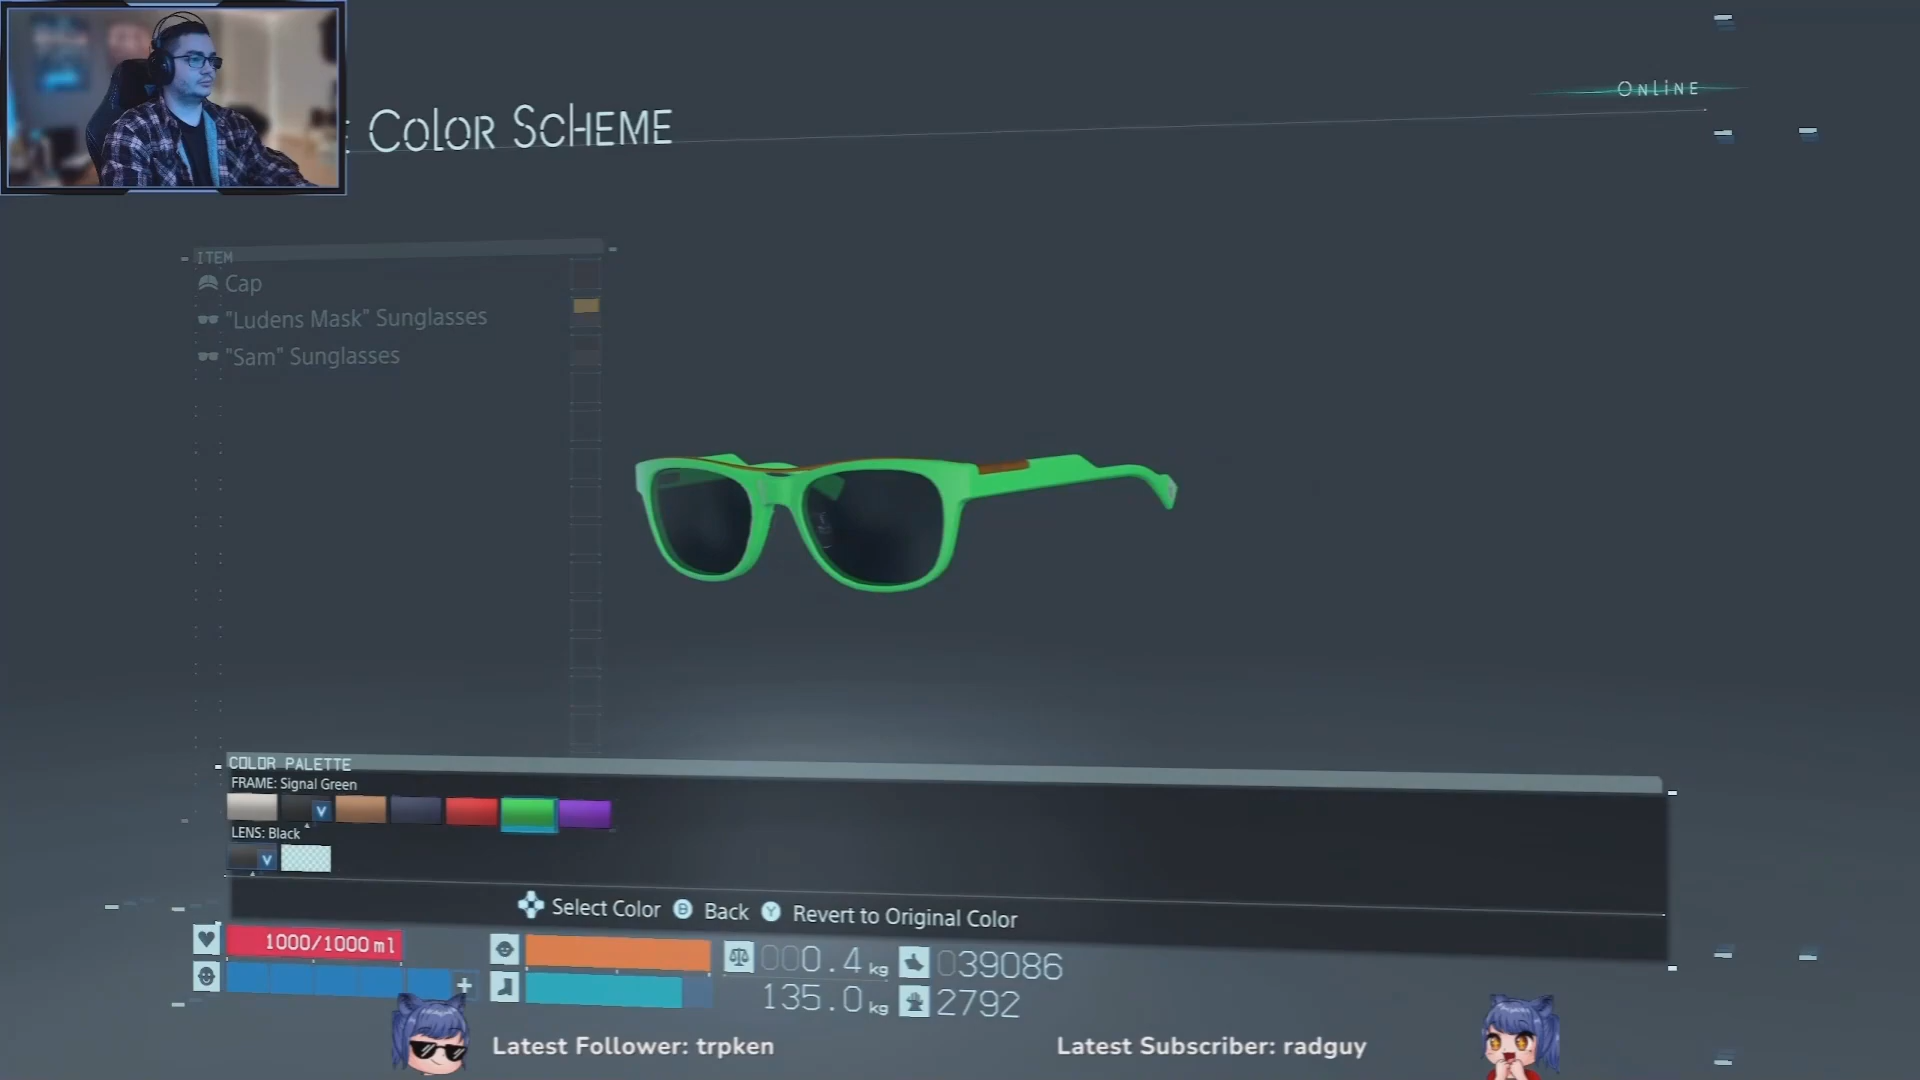 Online
Color Scheme
ITEM
Cap
"Ludens Mask" Sunglasses
"Sam" Sunglasses
COLOR PALETTE
FRAME: Signal Green
V
LENS: Black
V
Select Color B Back Y Revert to Original Color
1000/1000 ml
000.4 kg
039086
135.0 kg
2792
Latest Follower: trpken
Latest Subscriber: radguy